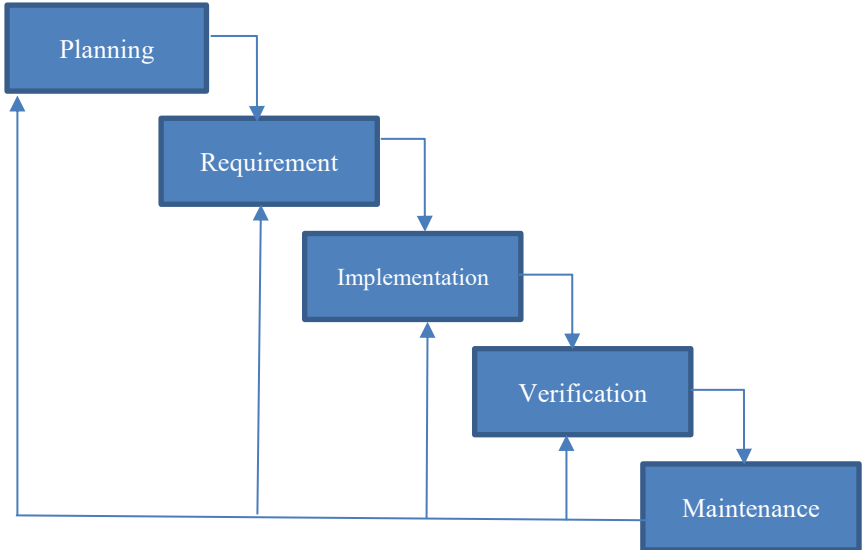 Planning
Requirement
Implementation
Verification
Maintenance